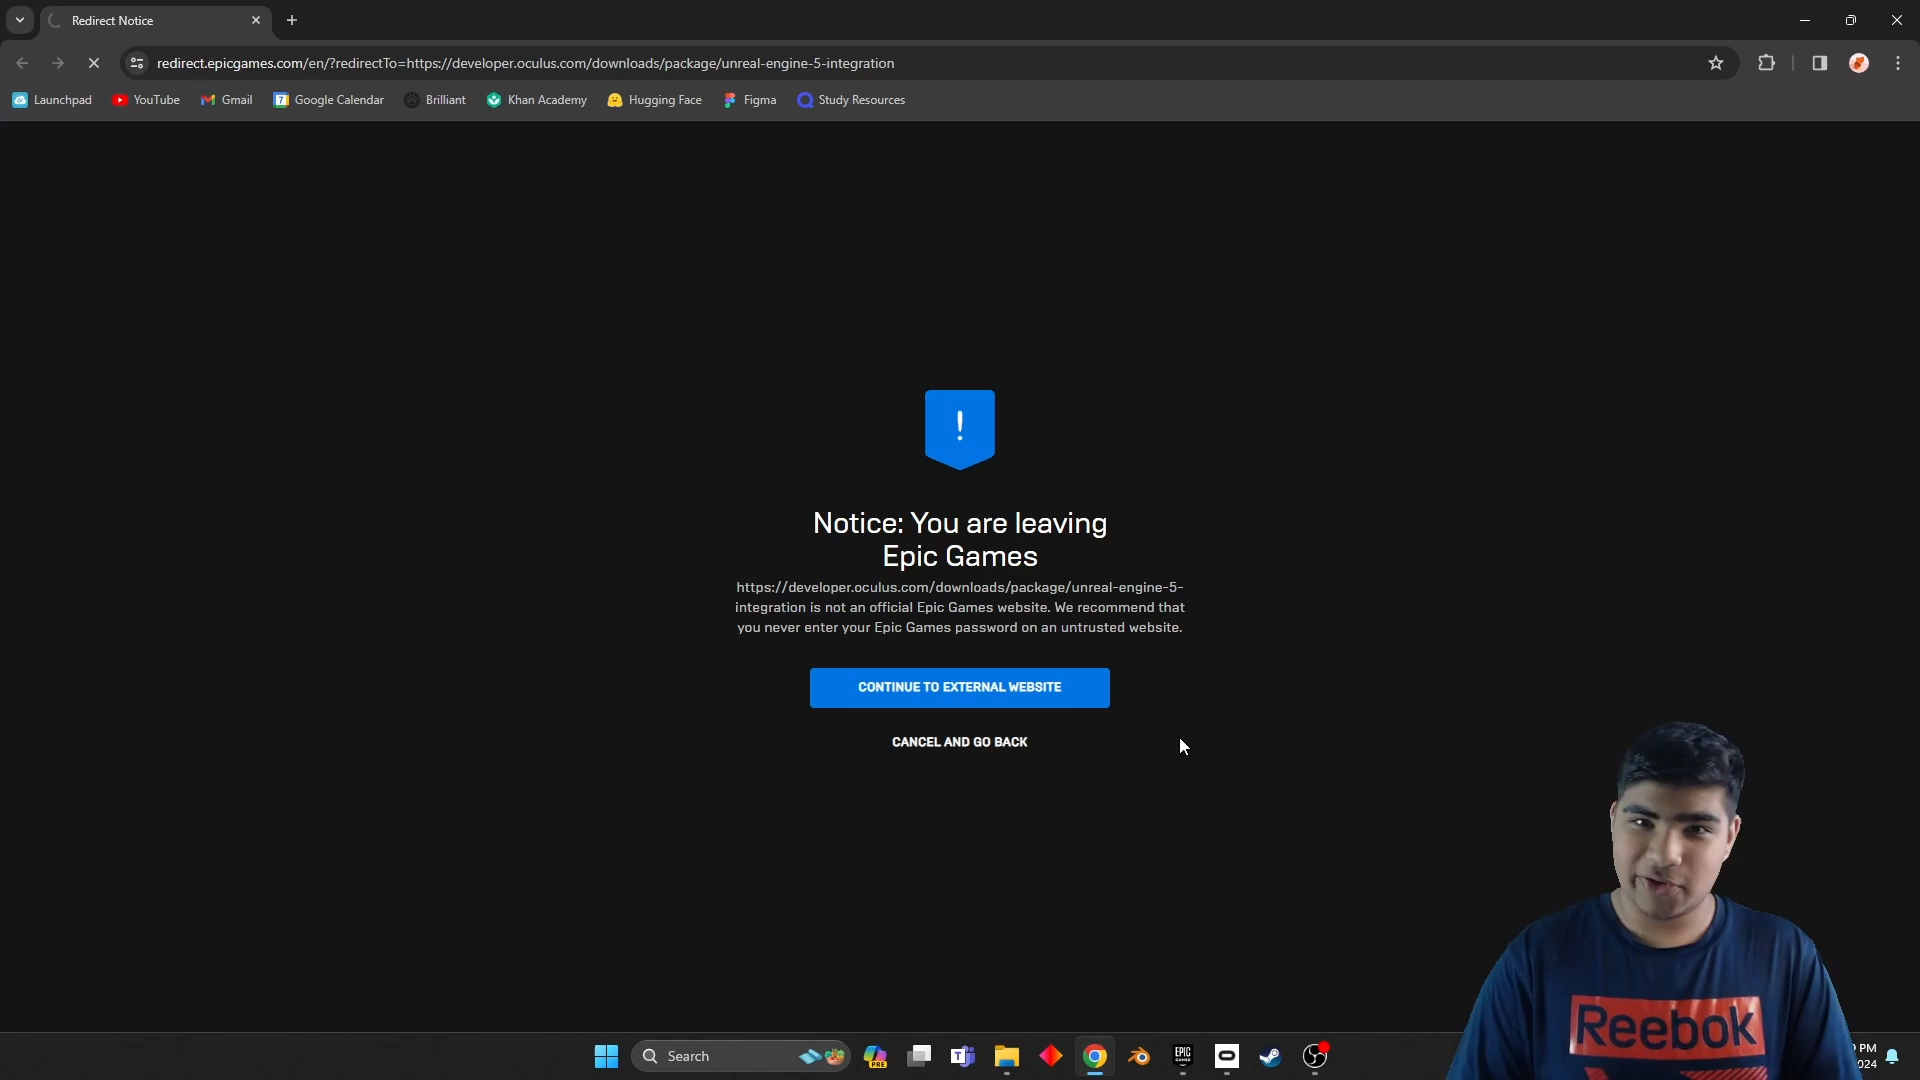 Redirect Notice
redirect.epicgames.com/en/?redirectTo=https://developer.oculus.com/downloads/package/unreal-engine-5-integration
Launchpad YouTube Gmail 7 Google Calendar Brilliant Khan Academy Hugging Face Figma Study Resources
!
Notice: You are leaving
Epic Games
https://developer.oculus.com/downloads/package/unreal-engine-5-
integration is not an official Epic Games website. We recommend that
you never enter your Epic Games password on an untrusted website.
CONTINUE TO EXTERNAL WEBSITE
CANCEL AND GO BACK
Reebok
Search
PRE
T
EPIC
GAMES
PM
024